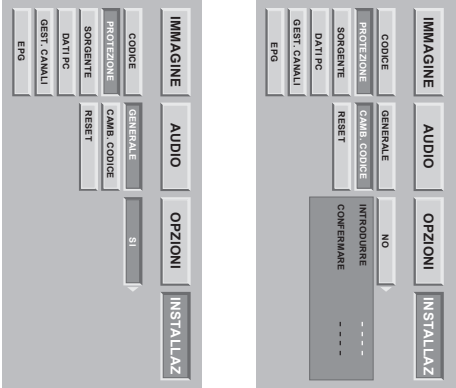 IMMAGINE AUDIO OPZIONI INSTALLAZ
CODICE GENERALE NO
PROTEZIONE CAMB. CODICE INTRODURRE - - - -
SORGENTE RESET CONFERMARE - - - -
DATI PC
GEST. CANALI
EPG
IMMAGINE AUDIO OPZIONI INSTALLAZ
CODICE GENERALE SI
PROTEZIONE CAMB. CODICE
SORGENTE RESET
DATI PC
GEST. CANALI
EPG